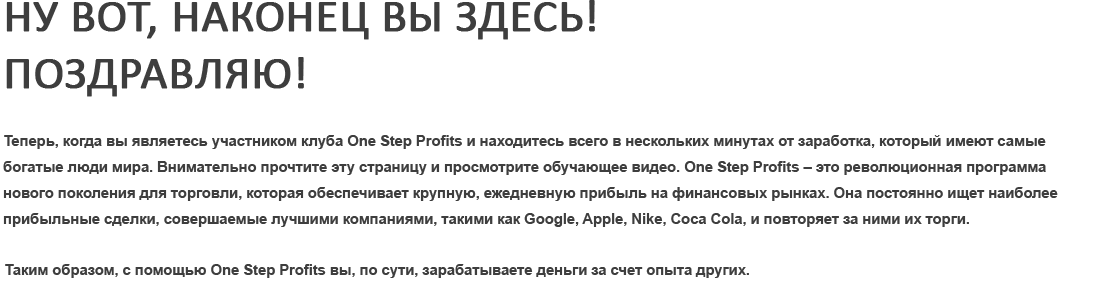 НУ ВОТ, НАКОНЕЦ ВЫ ЗДЕСЬ!
ПОЗДРАВЛЯЮ!
Теперь, когда вы являетесь участником клуба One Step Profits и находитесь всего в нескольких минутах от заработка, который имеют самые
богатые люди мира. Внимательно прочтите эту страницу и просмотрите обучающее видео. One Step Profits – это революционная программа
нового поколения для торговли, которая обеспечивает крупную, ежедневную прибыль на финансовых рынках. Она постоянно ищет наиболее
прибыльные сделки, совершаемые лучшими компаниями, такими как Google, Apple, Nike, Coca Cola, и повторяет за ними их торги.
Таким образом, с помощью One Step Profits вы, по сути, зарабатываете деньги за счет опыта других.